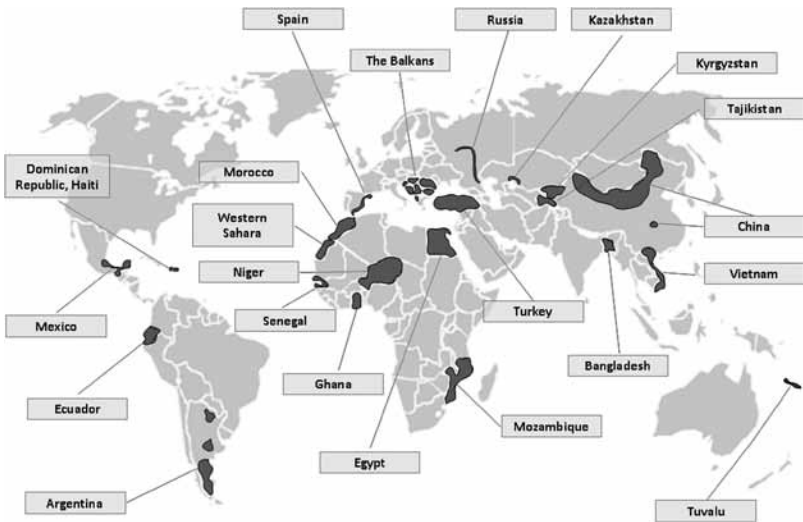 Spain
Russia
Kazakhstan
The Balkans
Kyrgyzstan
Tajikistan
Dominican
Republic, Haiti
Morocco
Western
Sahara
China
Niger
Vietnam
Mexico
Senegal
Turkey
Bangladesh
Ghana
Ecuador
Mozambique
Egypt
Argentina
Tuvalu